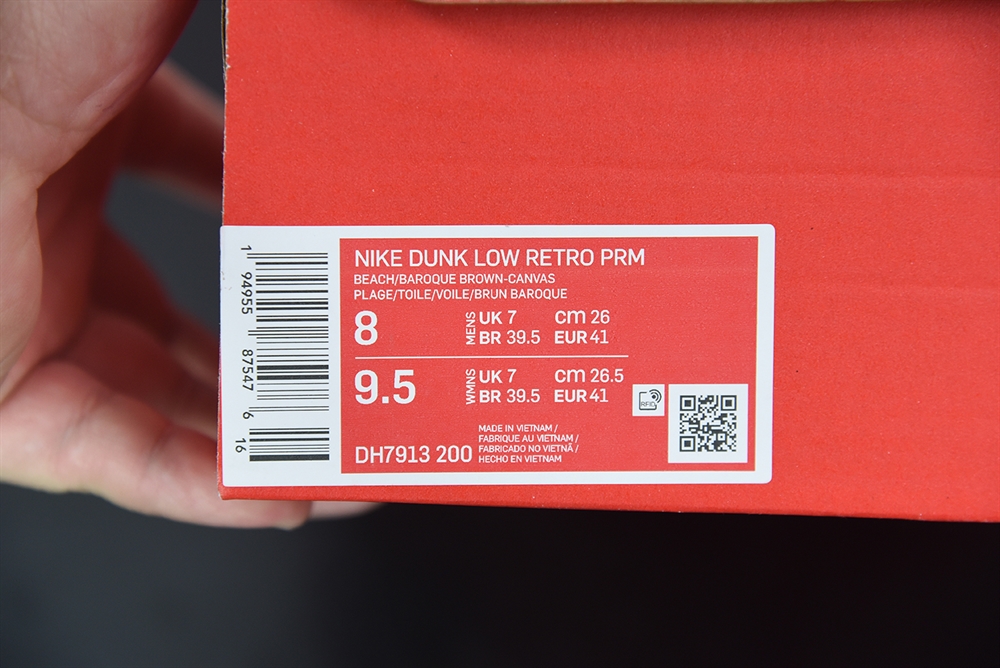 1 94955 87547 6 16
NIKE DUNK LOW RETRO PRM
BEACH/BAROQUE BROWN-CANVAS
PLAGE/TOILE/VOILE/BRUN BAROQUE
8 MENS UK 7 cm 26
BR 39.5 EUR 41
9.5 WMNS UK 7 cm 26.5
BR 39.5 EUR 41
RFID
DH7913 200
MADE IN VIETNAM /
FABRIQUE AU VIETNAM /
FABRICADO NO VIETNÃ /
HECHO EN VIETNAM